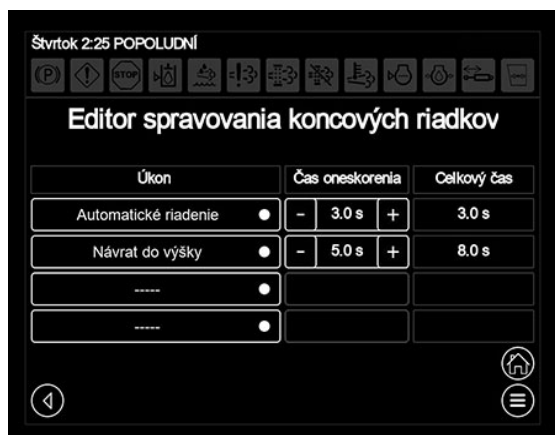 Štvrtok 2:25 POPOLUDNÍ
(P) STOP
Editor spravovania koncových riadkov
Úkon Čas oneskorenia Celkový čas
Automatické riadenie - 3.0 s + 3.0 s
Návrat do výšky - 5.0 s + 8.0 s
-----
-----